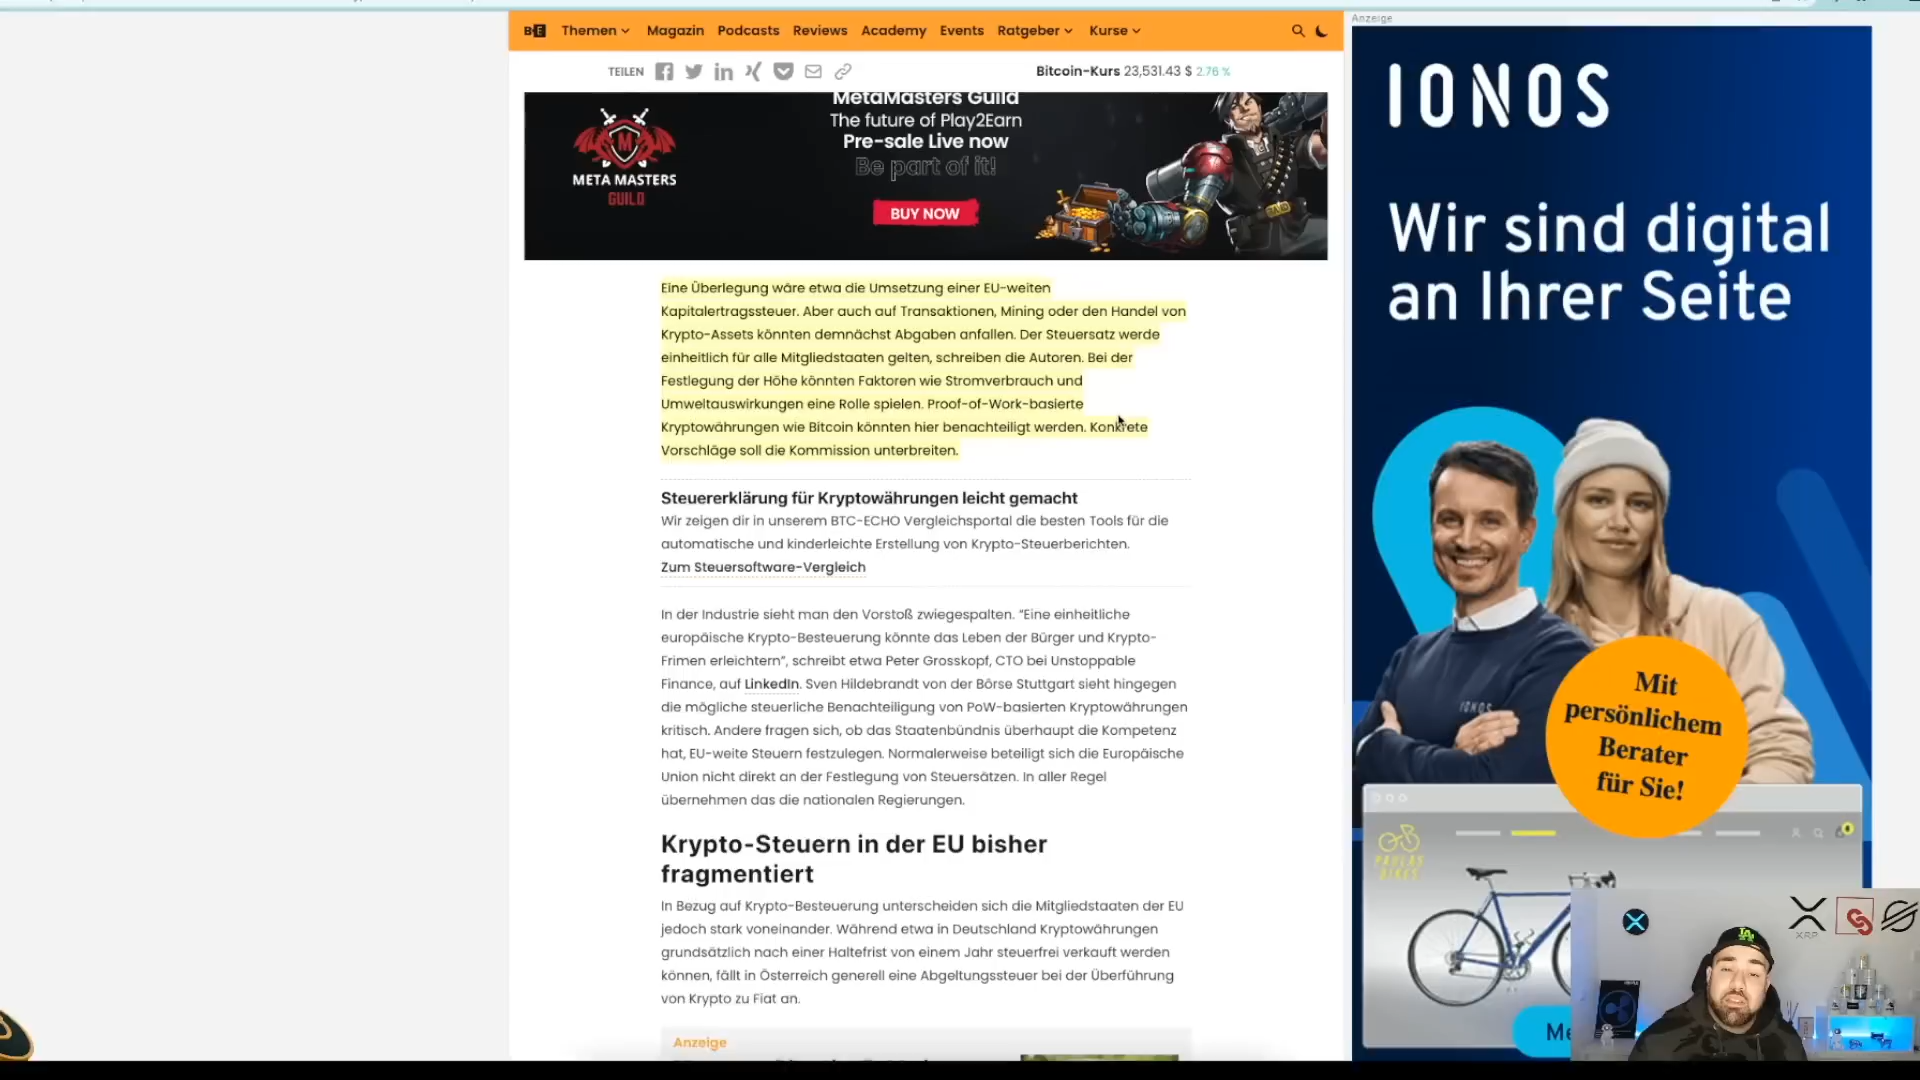 BE Themen Magazin Podcasts Reviews Academy Events Ratgeber Kurse
TEILEN
Bitcoin-Kurs 23,531.43 $ 2.76 %
MetaMasters Guild
The future of Play2Earn
Pre-sale Live now
Be part of it!
BUY NOW
META MASTERS
GUILD
Eine Überlegung wäre etwa die Umsetzung einer EU-weiten
Kapitalertragssteuer. Aber auch auf Transaktionen, Mining oder den Handel von
Krypto-Assets könnten demnächst Abgaben anfallen. Der Steuersatz werde
einheitlich für alle Mitgliedstaaten gelten, schreiben die Autoren. Bei der
Festlegung der Höhe könnten Faktoren wie Stromverbrauch und
Umweltauswirkungen eine Rolle spielen. Proof-of-Work-basierte
Kryptowährungen wie Bitcoin könnten hier benachteiligt werden. Konkrete
Vorschläge soll die Kommission unterbreiten.
Steuererklärung für Kryptowährungen leicht gemacht
Wir zeigen dir in unserem BTC-ECHO Vergleichsportal die besten Tools für die
automatische und kinderleichte Erstellung von Krypto-Steuerberichten.
Zum Steuersoftware-Vergleich
In der Industrie sieht man den Vorstoß zwiegespalten. “Eine einheitliche
europäische Krypto-Besteuerung könnte das Leben der Bürger und Krypto-
Frimen erleichtern”, schreibt etwa Peter Grosskopf, CTO bei Unstoppable
Finance, auf LinkedIn. Sven Hildebrandt von der Börse Stuttgart sieht hingegen
die mögliche steuerliche Benachteiligung von PoW-basierten Kryptowährungen
kritisch. Andere fragen sich, ob das Staatenbündnis überhaupt die Kompetenz
hat, EU-weite Steuern festzulegen. Normalerweise beteiligt sich die Europäische
Union nicht direkt an der Festlegung von Steuersätzen. In aller Regel
übernehmen das die nationalen Regierungen.
Krypto-Steuern in der EU bisher
fragmentiert
In Bezug auf Krypto-Besteuerung unterscheiden sich die Mitgliedstaaten der EU
jedoch stark voneinander. Während etwa in Deutschland Kryptowährungen
grundsätzlich nach einer Haltefrist von einem Jahr steuerfrei verkauft werden
können, fällt in Österreich generell eine Abgeltungssteuer bei der Überführung
von Krypto zu Fiat an.
Anzeige
Anzeige
IONOS
Wir sind digital
an Ihrer Seite
IONOS
Mit
persönlichem
Berater
für Sie!
PAULAS
BIKES
XRP
LA